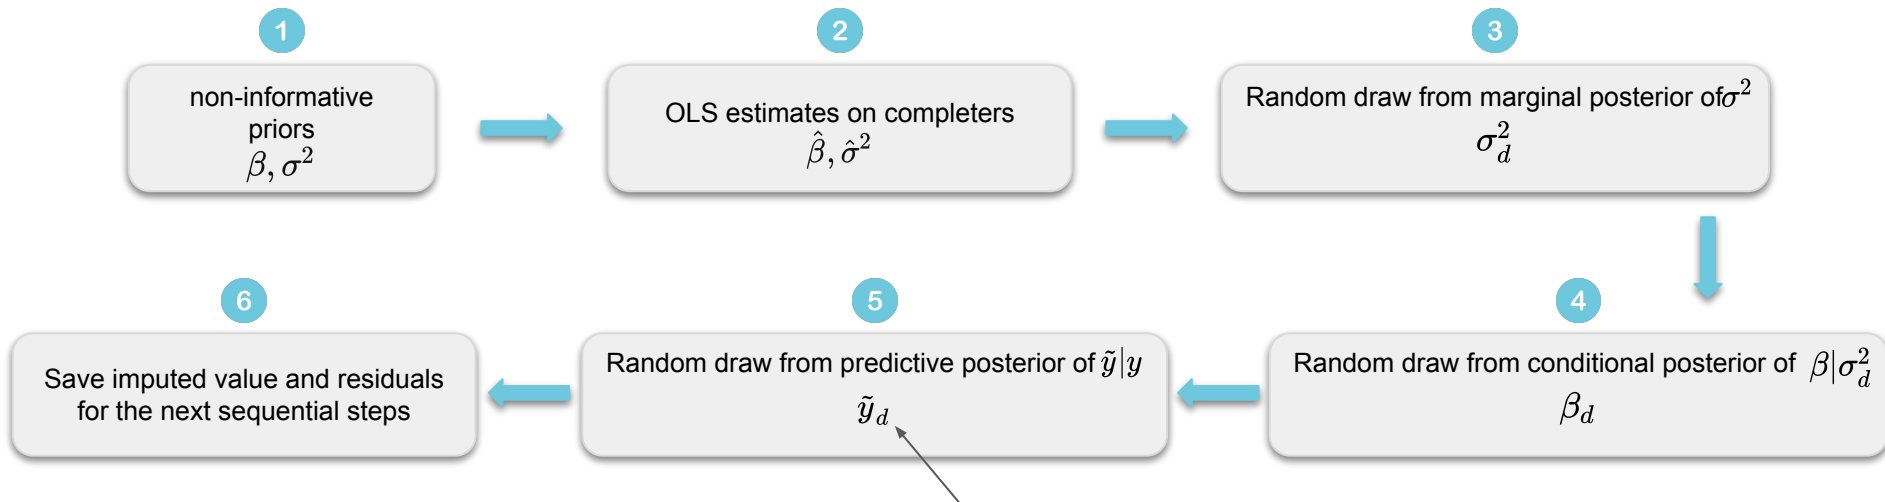 1
non-informative
priors
β, σ²
2
OLS estimates on completers
β̂, σ̂²
3
Random draw from marginal posterior of σ²
σ²_d
4
Random draw from conditional posterior of β|σ²_d
β_d
5
Random draw from predictive posterior of ỹ|y
ỹ_d
6
Save imputed value and residuals
for the next sequential steps